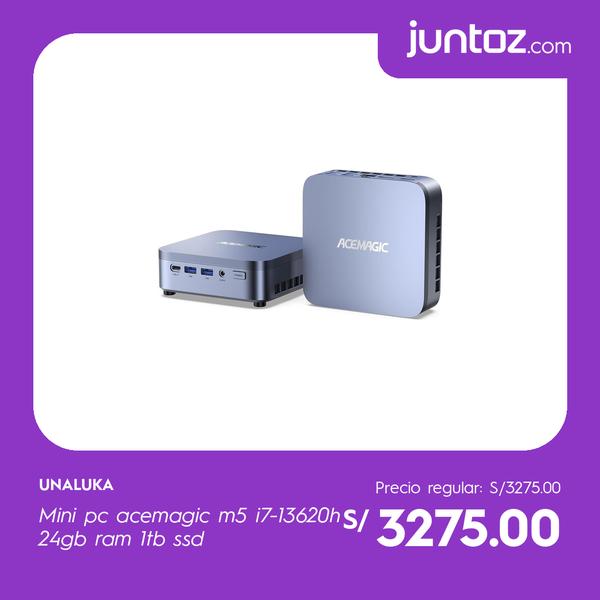 juntoz.com
ACEMAGIC
ACEMAGIC
UNALUKA
Precio regular: S/3275.00
Mini pc acemagic m5 i7-13620h
24gb ram 1tb ssd
S/ 3275.00